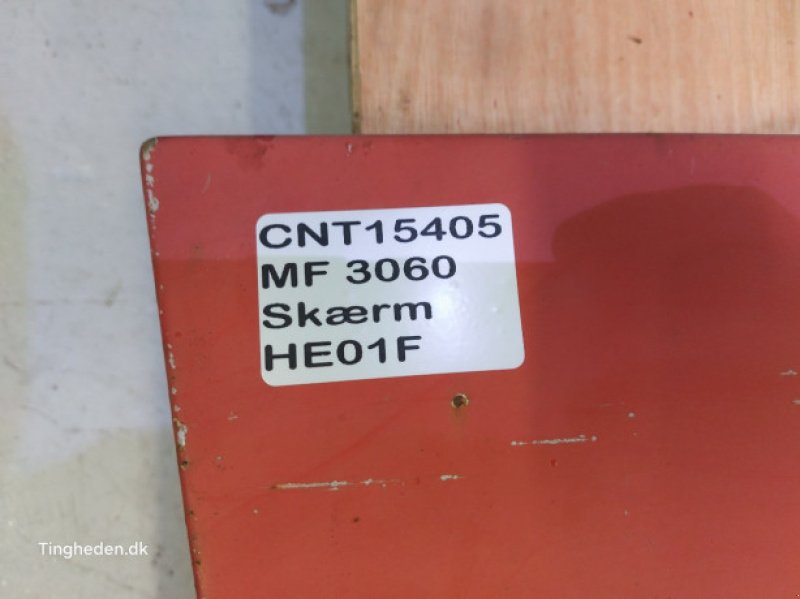 CNT15405
MF 3060
Skærm
HE01F
Tingheden.dk